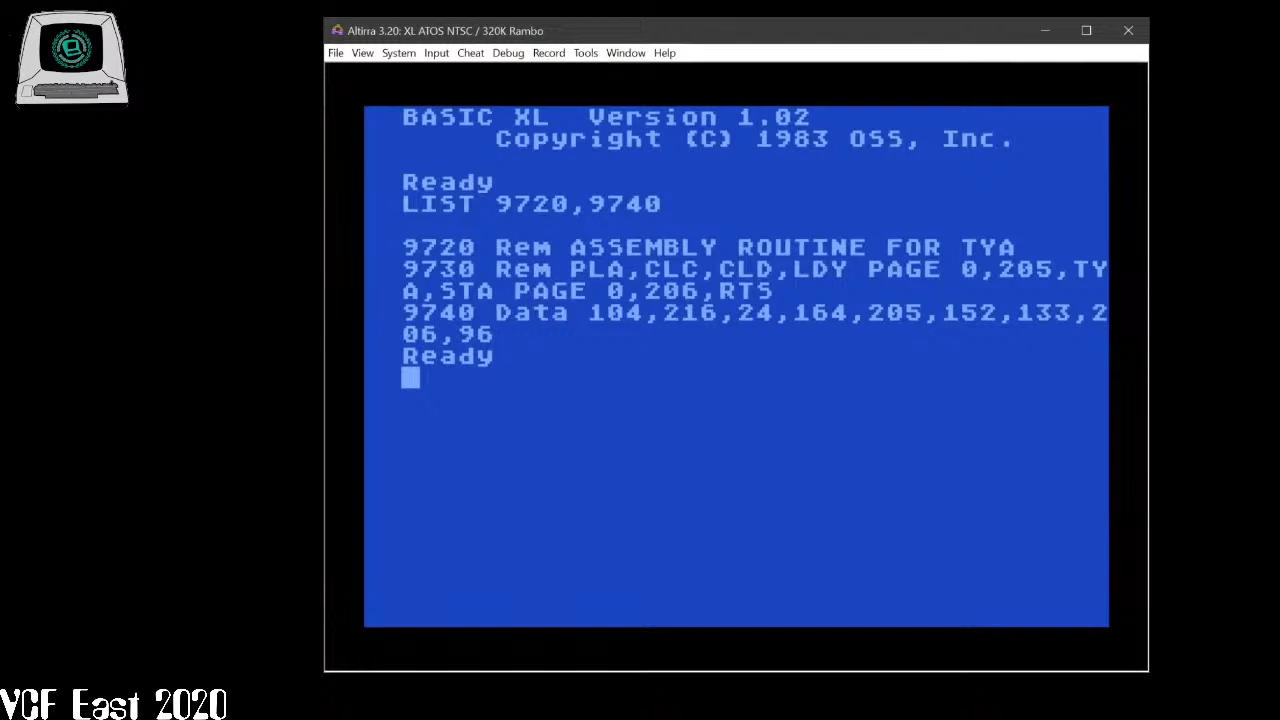 Altirra 3.20: XL ATOS NTSC / 320K Rambo
File View System Input Cheat Debug Record Tools Window Help
BASIC XL Version 1.02
Copyright (C) 1983 OSS, Inc.
Ready
LIST 9720,9740
9720 Rem ASSEMBLY ROUTINE FOR TYA
9730 Rem PLA,CLC,CLD,LDY PAGE 0,205,TY
A,STA PAGE 0,206,RTS
9740 Data 104,216,24,164,205,152,133,2
06,96
Ready
VCF East 2020